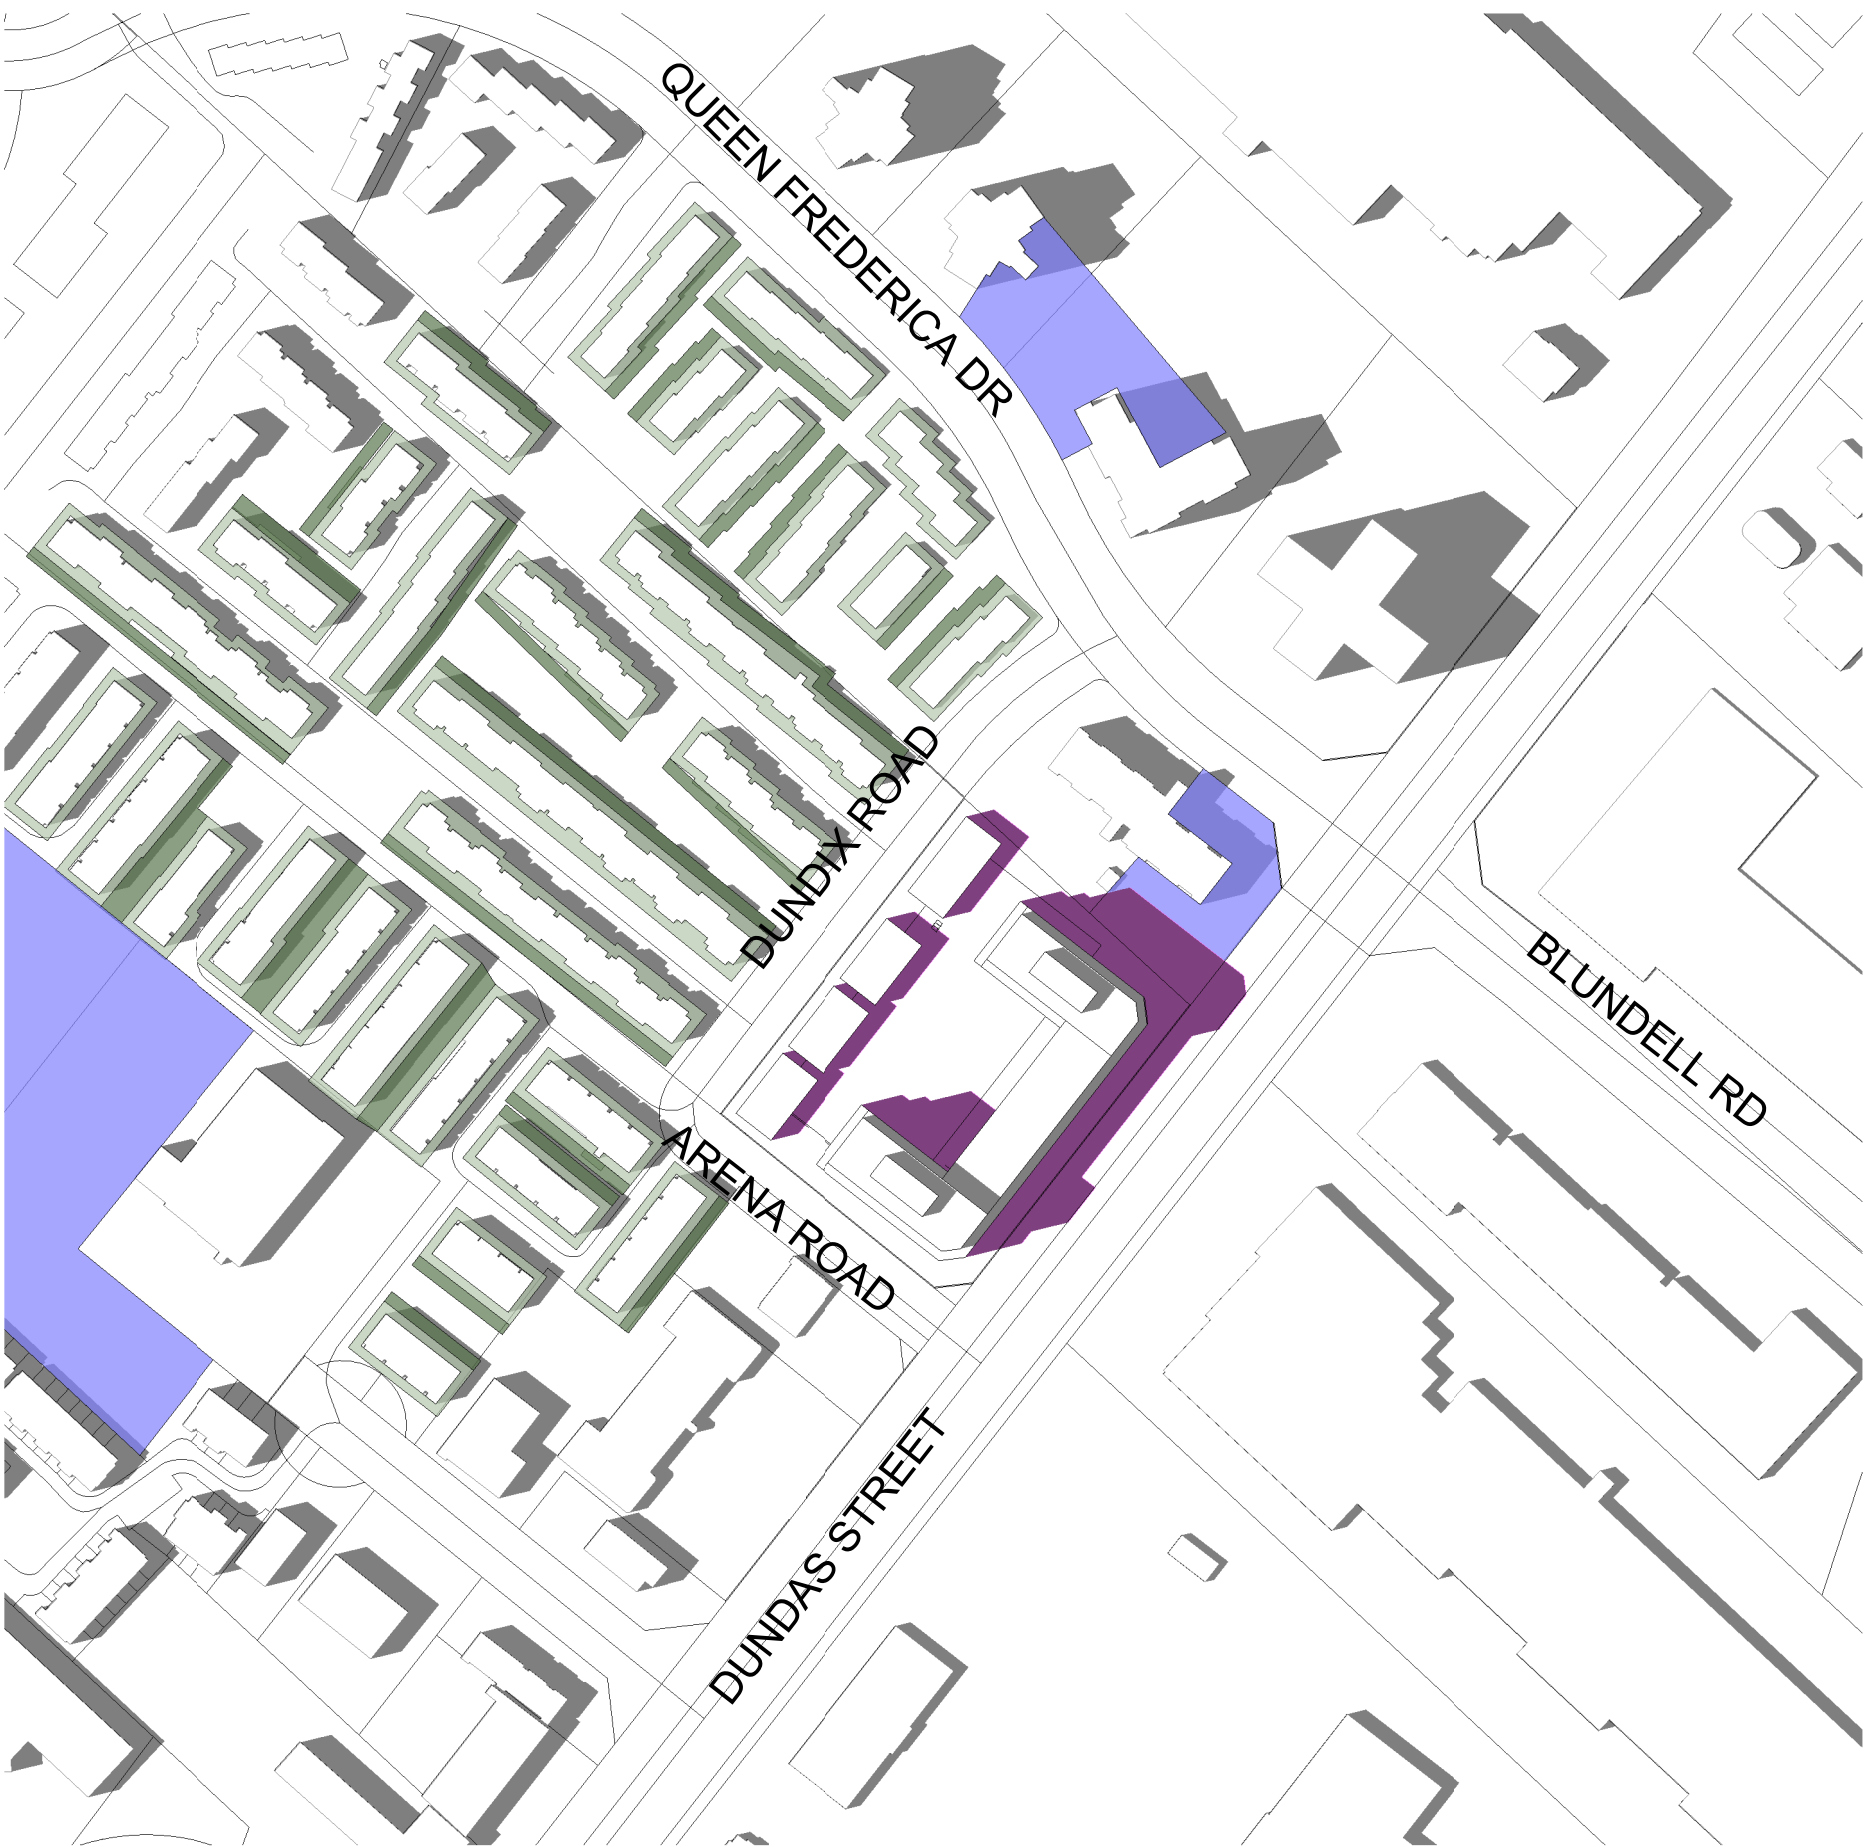 QUEEN FREDERICA DR
DUNDIX ROAD
BLUNDELL RD
ARENA ROAD
DUNDAS STREET